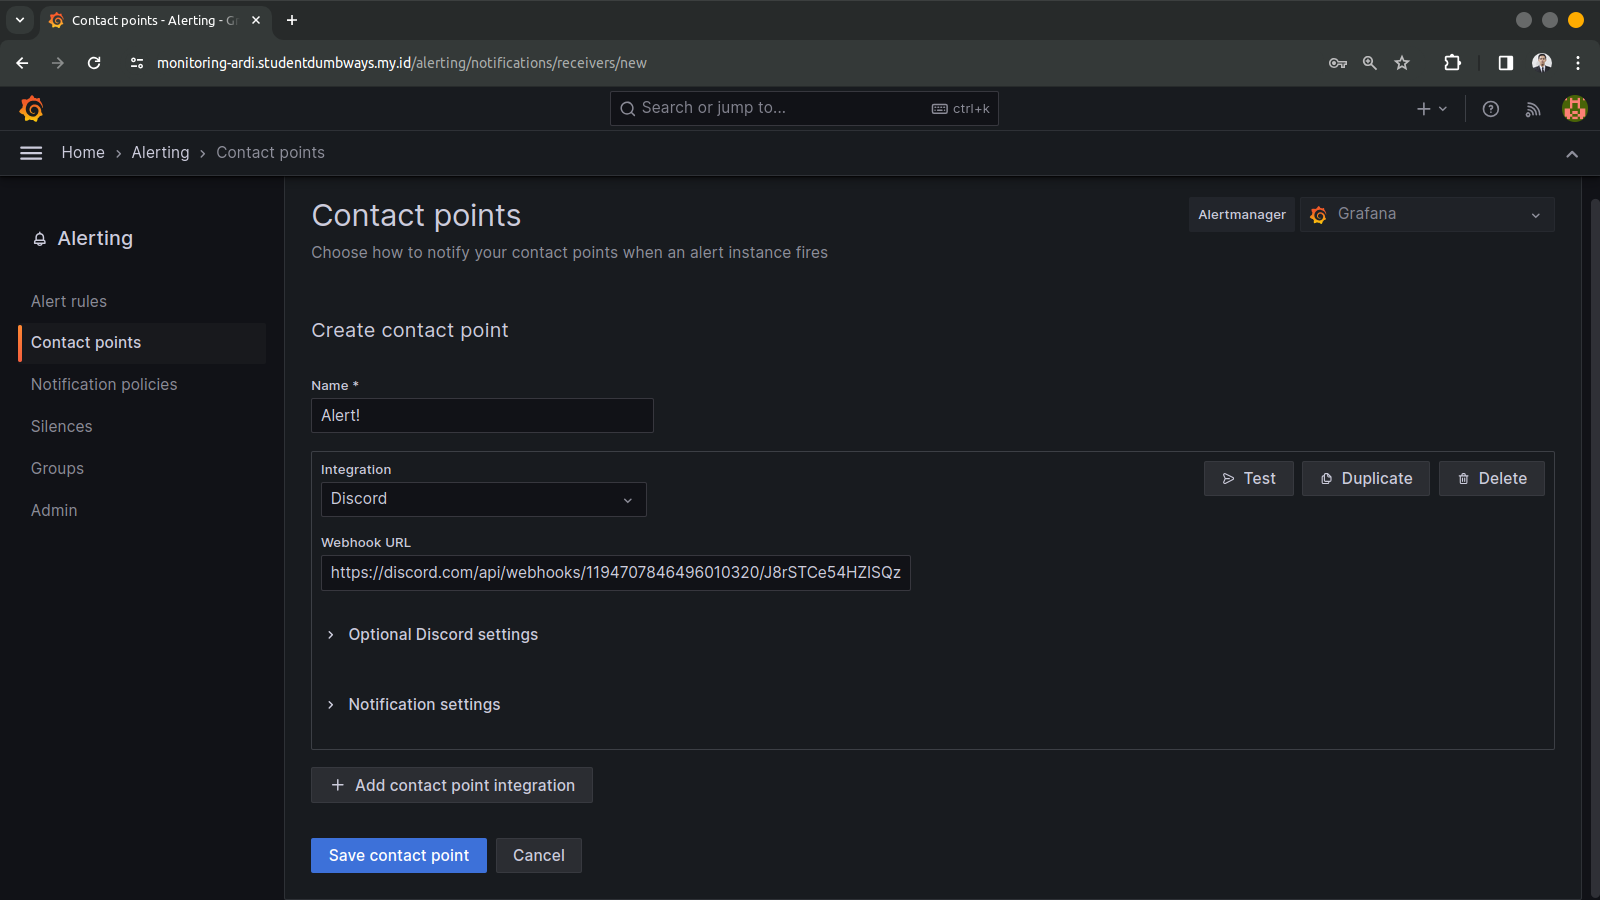 Contact points - Alerting - G
monitoring-ardi.studentdumbways.my.id/alerting/notifications/receivers/new
Search or jump to... ctrl+k
Home › Alerting › Contact points
Alerting
Alert rules
Contact points
Notification policies
Silences
Groups
Admin
Contact points
Alertmanager Grafana
Choose how to notify your contact points when an alert instance fires
Create contact point
Name *
Alert!
Integration
Discord
Test Duplicate Delete
Webhook URL
https://discord.com/api/webhooks/1194707846496010320/J8rSTCe54HZISQz
Optional Discord settings
Notification settings
+ Add contact point integration
Save contact point Cancel